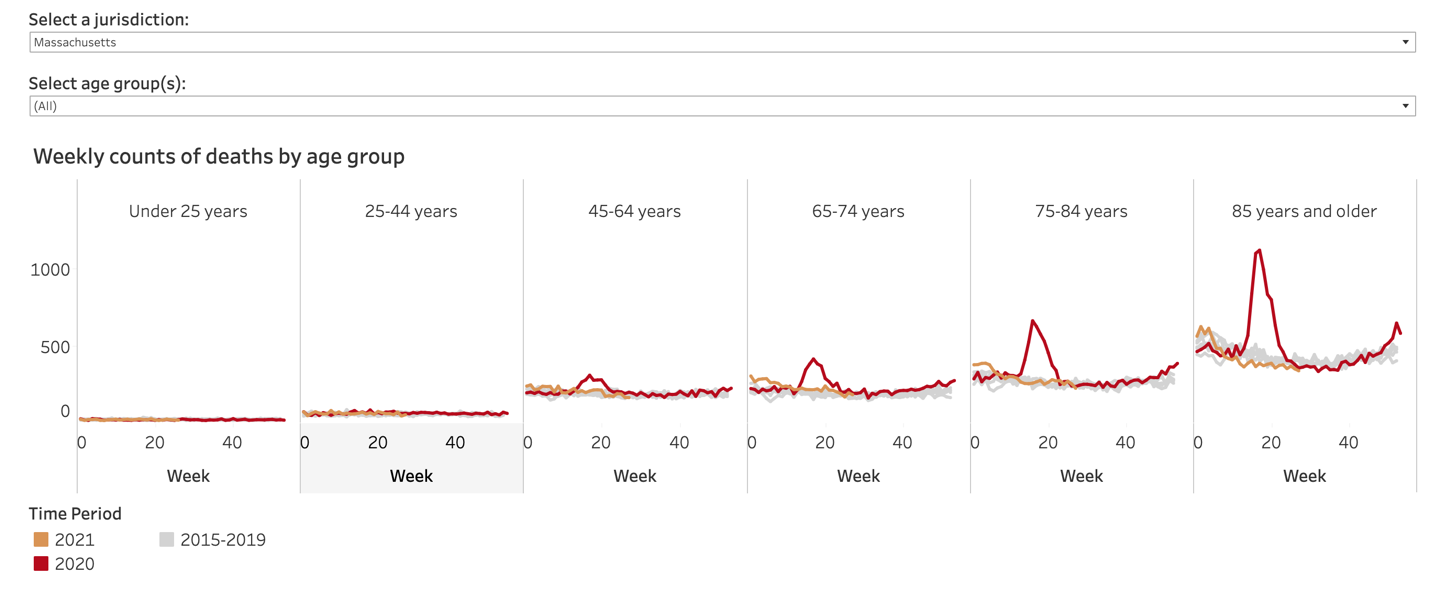 Select a jurisdiction:
Massachusetts
Select age group(s):
(All)
Weekly counts of deaths by age group
Under 25 years 25-44 years 45-64 years 65-74 years 75-84 years 85 years and older
1000
500
0
0 20 40 0 20 40 0 20 40 0 20 40 0 20 40 0 20 40
Week Week Week Week Week Week
Time Period
2021 2015-2019
2020